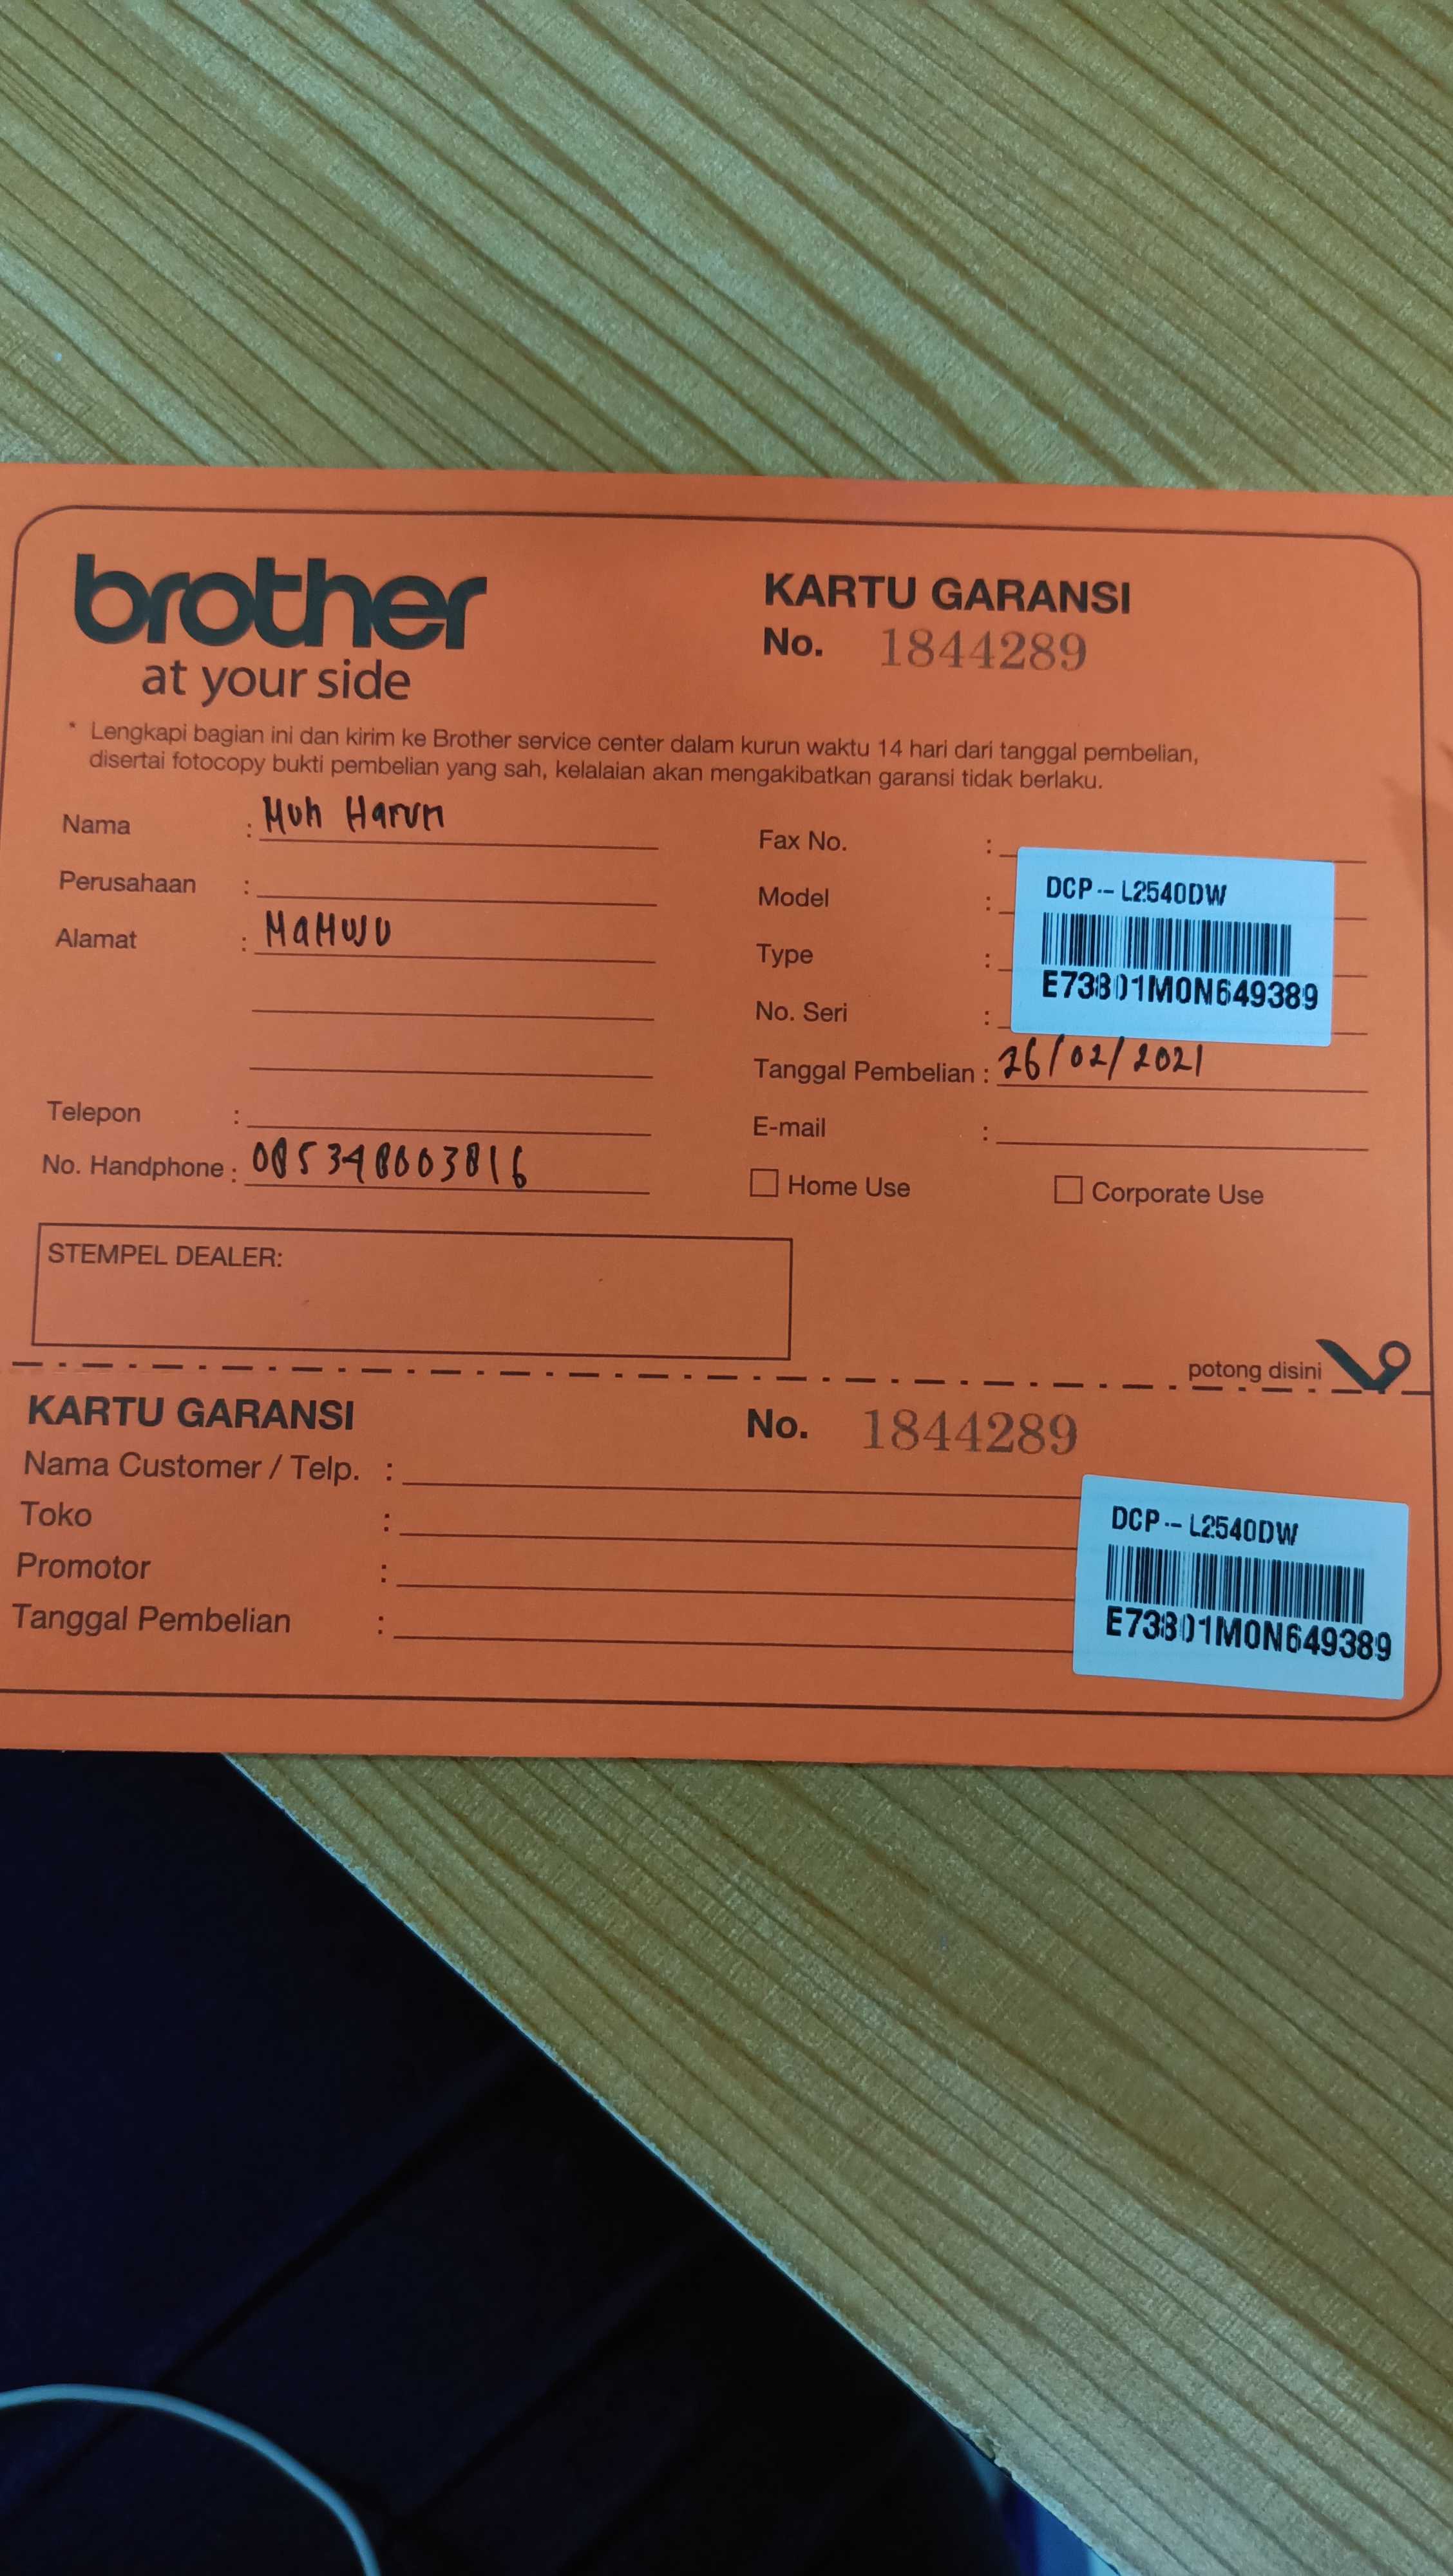 brother
at your side
KARTU GARANSI
No. 1844289
* Lengkapi bagian ini dan kirim ke Brother service center dalam kurun waktu 14 hari dari tanggal pembelian,
disertai fotocopy bukti pembelian yang sah, kelalaian akan mengakibatkan garansi tidak berlaku.
Nama : Muh Harun
Perusahaan :
Alamat : MaMuJU
Telepon :
No. Handphone : 085348003816
Fax No. :
Model :
Type :
No. Seri :
DCP-L2540DW
E73801M0N649389
Tanggal Pembelian : 26/02/2021
E-mail :
Home Use
Corporate Use
STEMPEL DEALER:
potong disini
KARTU GARANSI
No. 1844289
Nama Customer / Telp. :
Toko :
Promotor :
Tanggal Pembelian :
DCP-L2540DW
E73801M0N649389